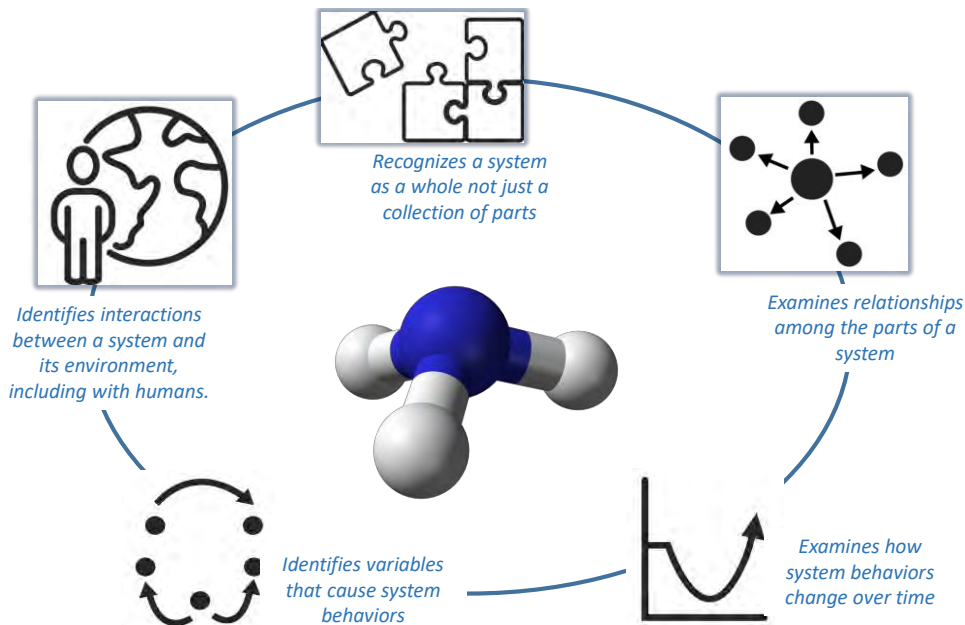 Recognizes a system
as a whole not just a
collection of parts
Examines relationships
among the parts of a
system
Identifies interactions
between a system and
its environment,
including with humans.
Identifies variables
that cause system
behaviors
Examines how
system behaviors
change over time